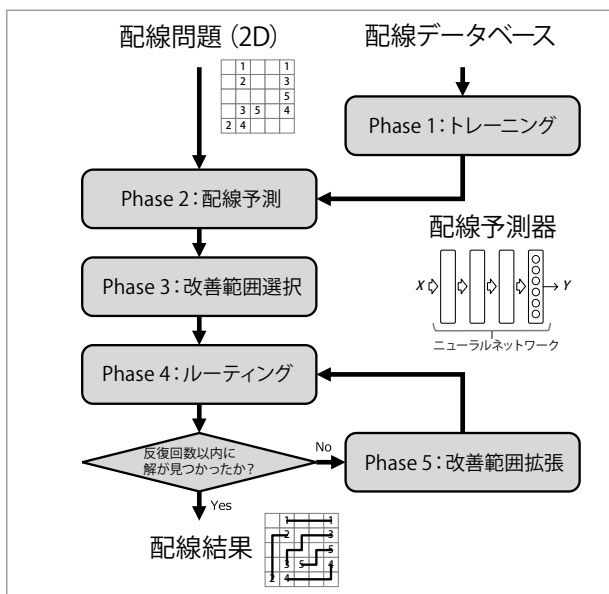 配線問題（2D）
配線データベース
1 1
2 3
5
3 5 4
2 4
Phase 1：トレーニング
Phase 2：配線予測
配線予測器
X
Y
ニューラルネットワーク
Phase 3：改善範囲選択
Phase 4：ルーティング
反復回数以内に
解が見つかったか？
No
Phase 5：改善範囲拡張
Yes
配線結果
1 1
2 3
5
3 5 4
2 4